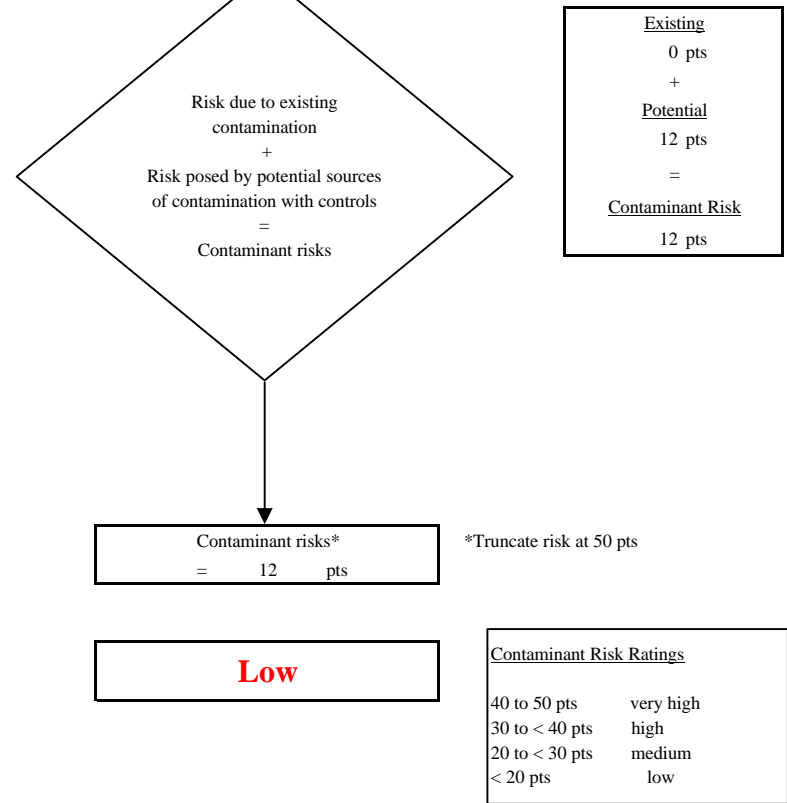 Risk due to existing
contamination
+
Risk posed by potential sources
of contamination with controls
=
Contaminant risks
Existing
0 pts
+
Potential
12 pts
=
Contaminant Risk
12 pts
Contaminant risks*
= 12 pts
*Truncate risk at 50 pts
Low
Contaminant Risk Ratings
40 to 50 pts very high
30 to < 40 pts high
20 to < 30 pts medium
< 20 pts low